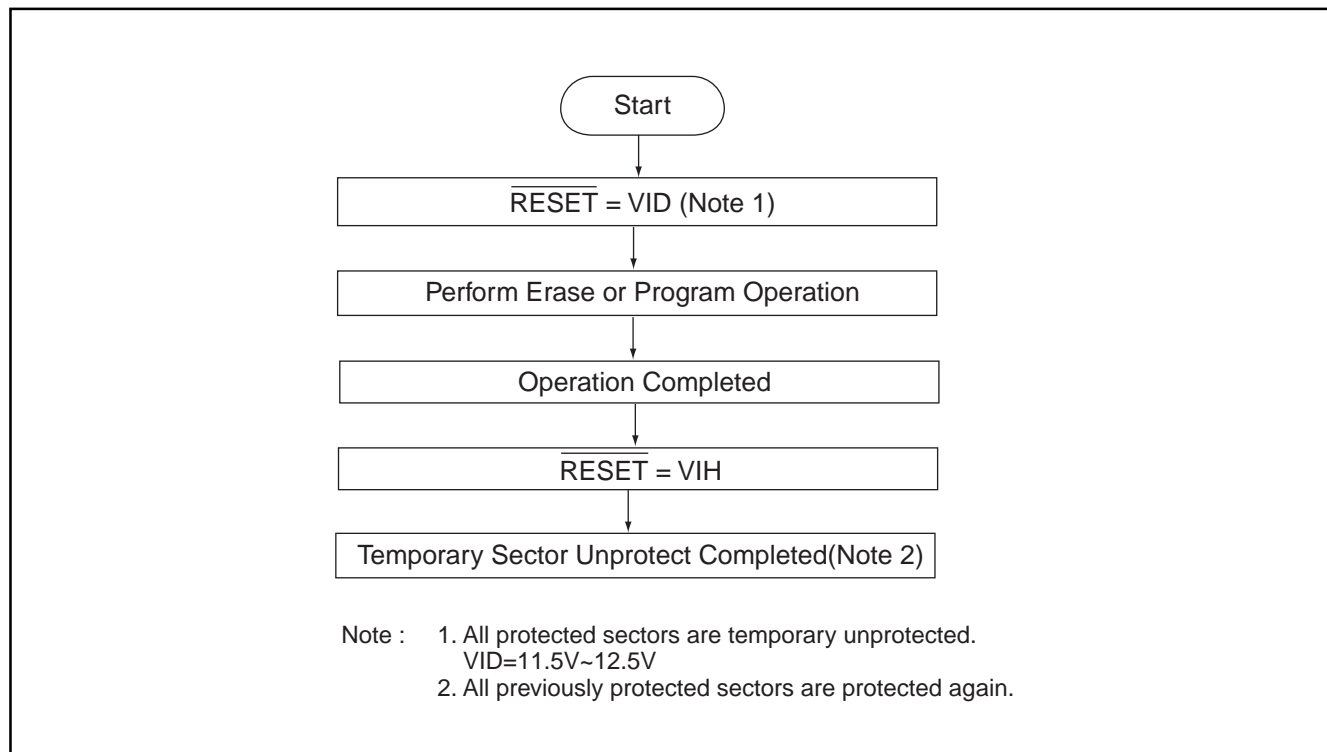 Start
R̅E̅S̅E̅T̅ = VID (Note 1)
Perform Erase or Program Operation
Operation Completed
R̅E̅S̅E̅T̅ = VIH
Temporary Sector Unprotect Completed(Note 2)
Note : 1. All protected sectors are temporary unprotected.
VID=11.5V~12.5V
2. All previously protected sectors are protected again.